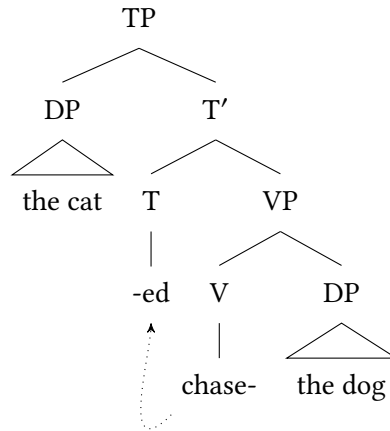 TP
DP T′
the cat T VP
-ed V DP
chase- the dog